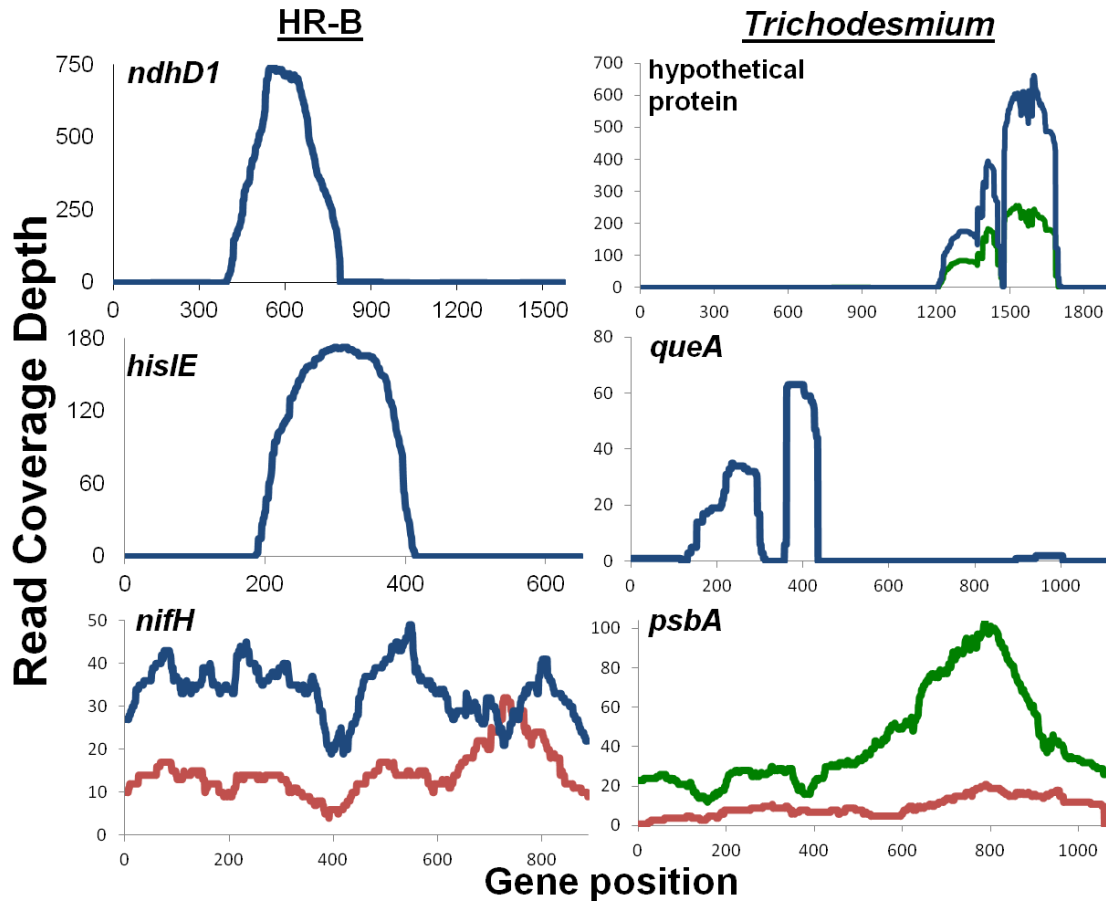 HR-B
Trichodesmium
ndhD1
750
500
250
0
0 300 600 900 1200 1500
hypothetical
protein
700
600
500
400
300
200
100
0
0 300 600 900 1200 1500 1800
Read Coverage Depth
hisIE
180
120
60
0
0 200 400 600
queA
80
60
40
20
0
0 200 400 600 800 1000
nifH
50
40
30
20
10
0
0 200 400 600 800
psbA
100
80
60
40
20
0
0 200 400 600 800 1000
Gene position